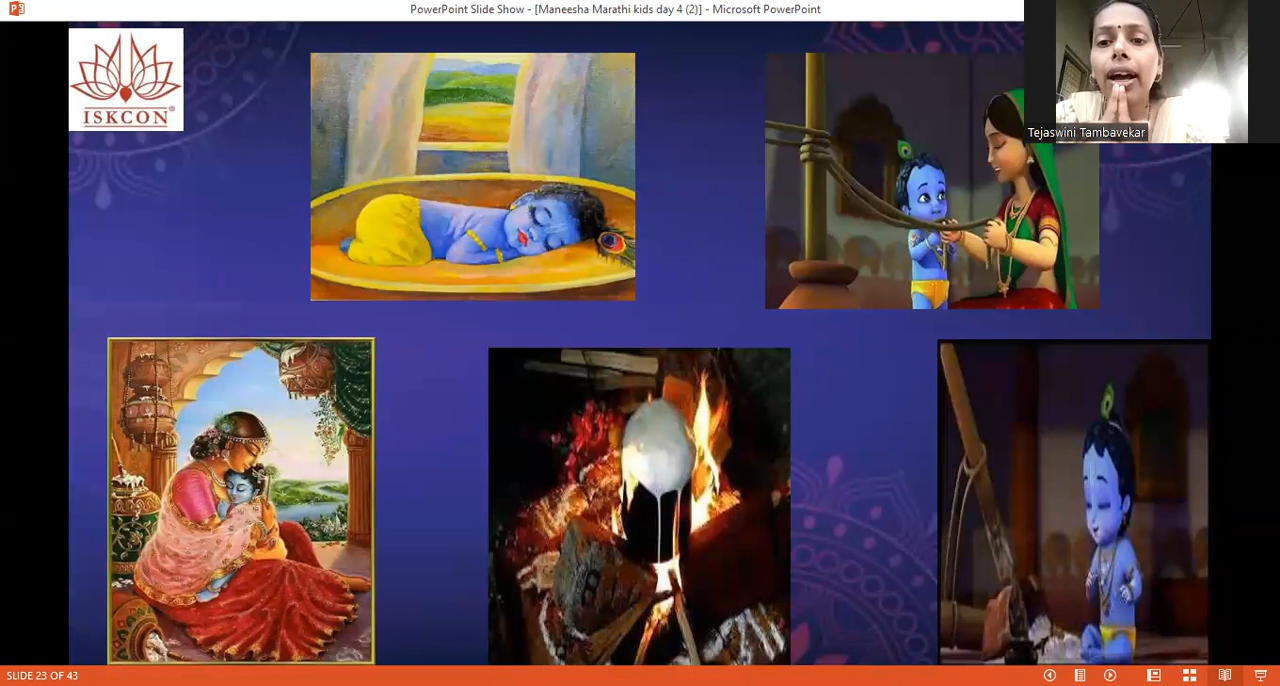 PowerPoint Slide Show - [Maneesha Marathi kids day 4 (2)] - Microsoft PowerPoint
ISKCON®
Tejaswini Tambavekar
SLIDE 23 OF 43